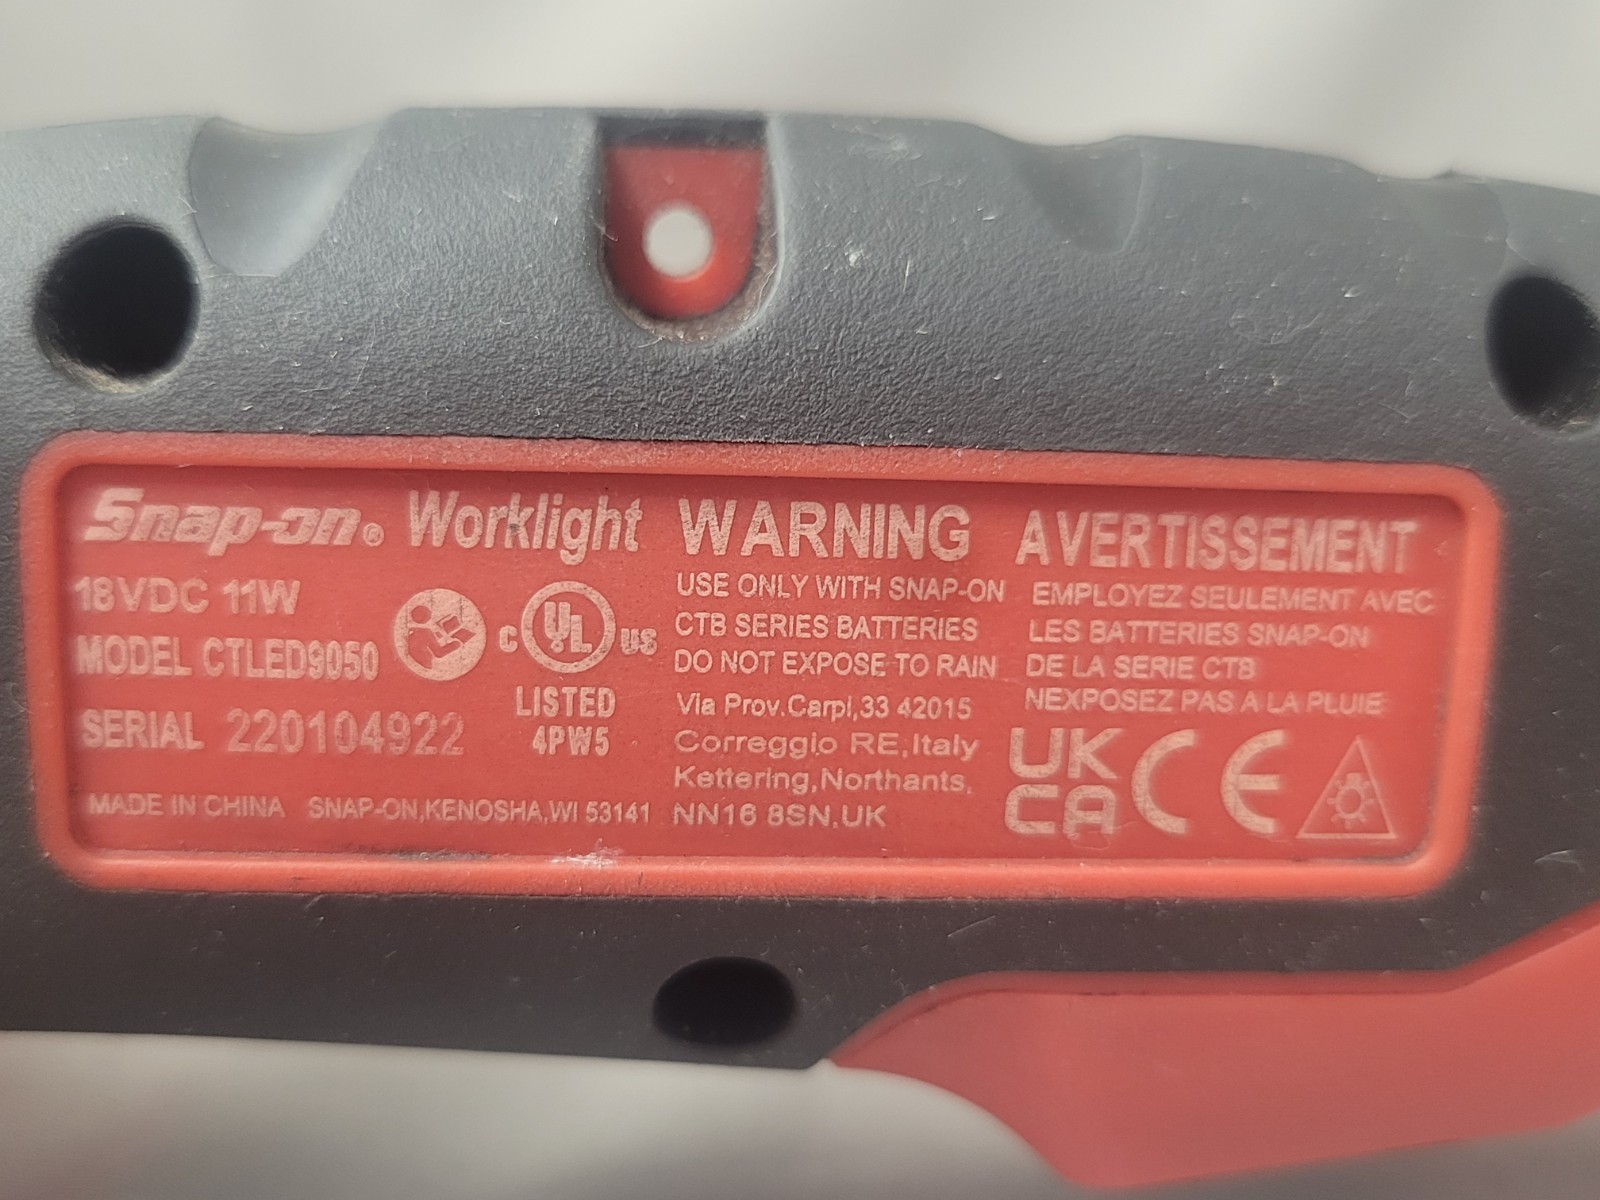 Snap-on® Worklight
18VDC 11W
MODEL CTLED9050
SERIAL 220104922
MADE IN CHINA SNAP-ON,KENOSHA,WI 53141
C UL US
LISTED
4PW5
WARNING
USE ONLY WITH SNAP-ON
CTB SERIES BATTERIES
DO NOT EXPOSE TO RAIN
Via Prov.Carpi,33 42015
Correggio RE,Italy
Kettering,Northants,
NN16 8SN,UK
AVERTISSEMENT
EMPLOYEZ SEULEMENT AVEC
LES BATTERIES SNAP-ON
DE LA SERIE CTB
NEXPOSEZ PAS A LA PLUIE
UK
CA
CE